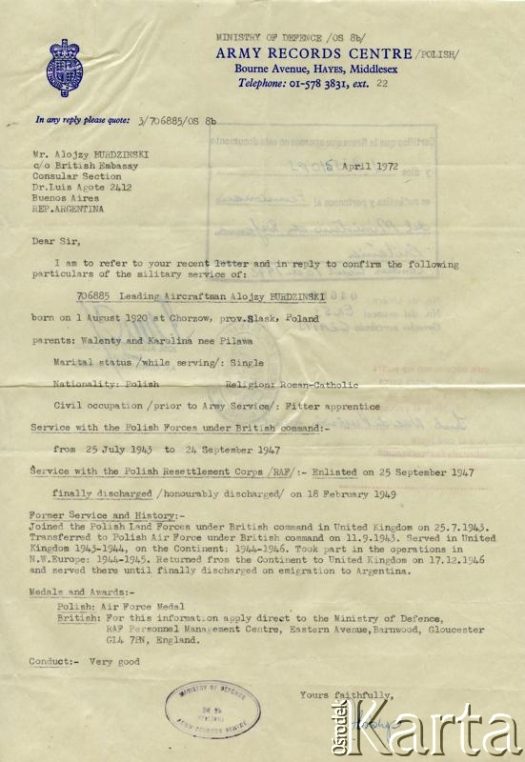 MINISTRY OF DEFENCE /OS 8b/
ARMY RECORDS CENTRE /POLISH/
Bourne Avenue, HAYES, Middlesex
Telephone: 01-578 3831, ext. 22
In any reply please quote: 3/706885/OS 8b
Mr. Alojzy BURDZINSKI
c/o British Embassy
Consular Section
Dr.Luis Agote 2412
Buenos Aires
REP.ARGENTINA
April 1972
Dear Sir,
I am to refer to your recent letter and in reply to confirm the following
particulars of the military service of:
706885 Leading Aircraftman Alojzy BURDZINSKI
born on 1 August 1920 at Chorzow, prov.Slask, Poland
parents: Walenty and Karolina nee Pilawa
Marital status /while serving/: Single
Nationality: Polish Religion: Roman-Catholic
Civil occupation /prior to Army Service/: Fitter apprentice
Service with the Polish Forces under British command:-
from 25 July 1943 to 24 September 1947
Service with the Polish Resettlement Corps /RAF/:- Enlisted on 25 September 1947
finally discharged /honourably discharged/ on 18 February 1949
Former Service and History:-
Joined the Polish Land Forces under British command in United Kingdom on 25.7.1943.
Transferred to Polish Air Force under British command on 11.9.1943. Served in United
Kingdom 1943-1944, on the Continent: 1944-1946. Took part in the operations in
N.W.Europe: 1944-1945. Returned from the Continent to United Kingdom on 17.12.1946
and served there until finally discharged on emigration to Argentina.
Medals and Awards:-
Polish: Air Force Medal
British: For this information apply direct to the Ministry of Defence,
RAF Personnel Management Centre, Eastern Avenue,Barnwood, Gloucester
GL4 7PN, England.
Conduct:- Very good
Yours faithfully,
MINISTRY OF DEFENCE
ARMY RECORDS CENTRE
Ośrodek
Karta